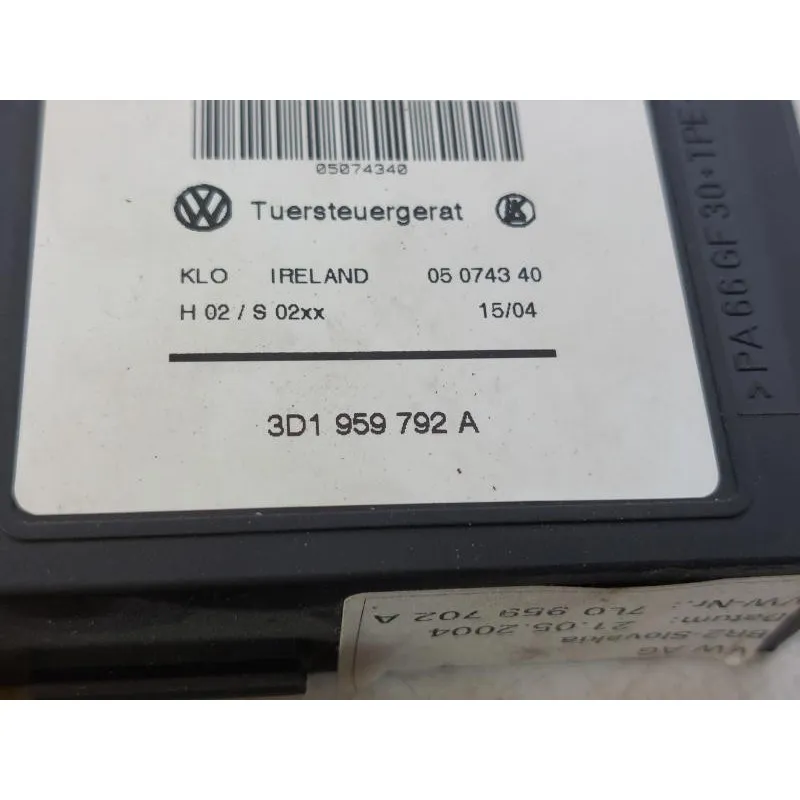 05074340
Tuersteuergerat
KLO IRELAND 05 0743 40
H 02 / S 02xx 15/04
3D1 959 792 A
>PA 66 GF 30+TPE
VW AG
BR2-Slovakia
Datum: 21.05.2004
VW-Nr.: 7L0 959 702 A